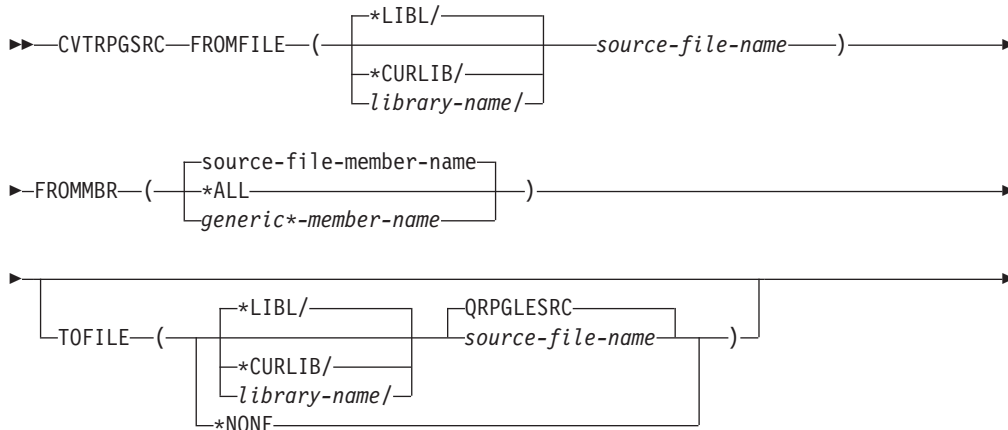 *LIBL/
CVTRPGSRC FROMFILE ( source-file-name )
*CURLIB/
library-name/
source-file-member-name
FROMMBR ( *ALL )
generic*-member-name
*LIBL/ QRPGLESRC
TOFILE ( source-file-name )
*CURLIB/
library-name/
*NONE